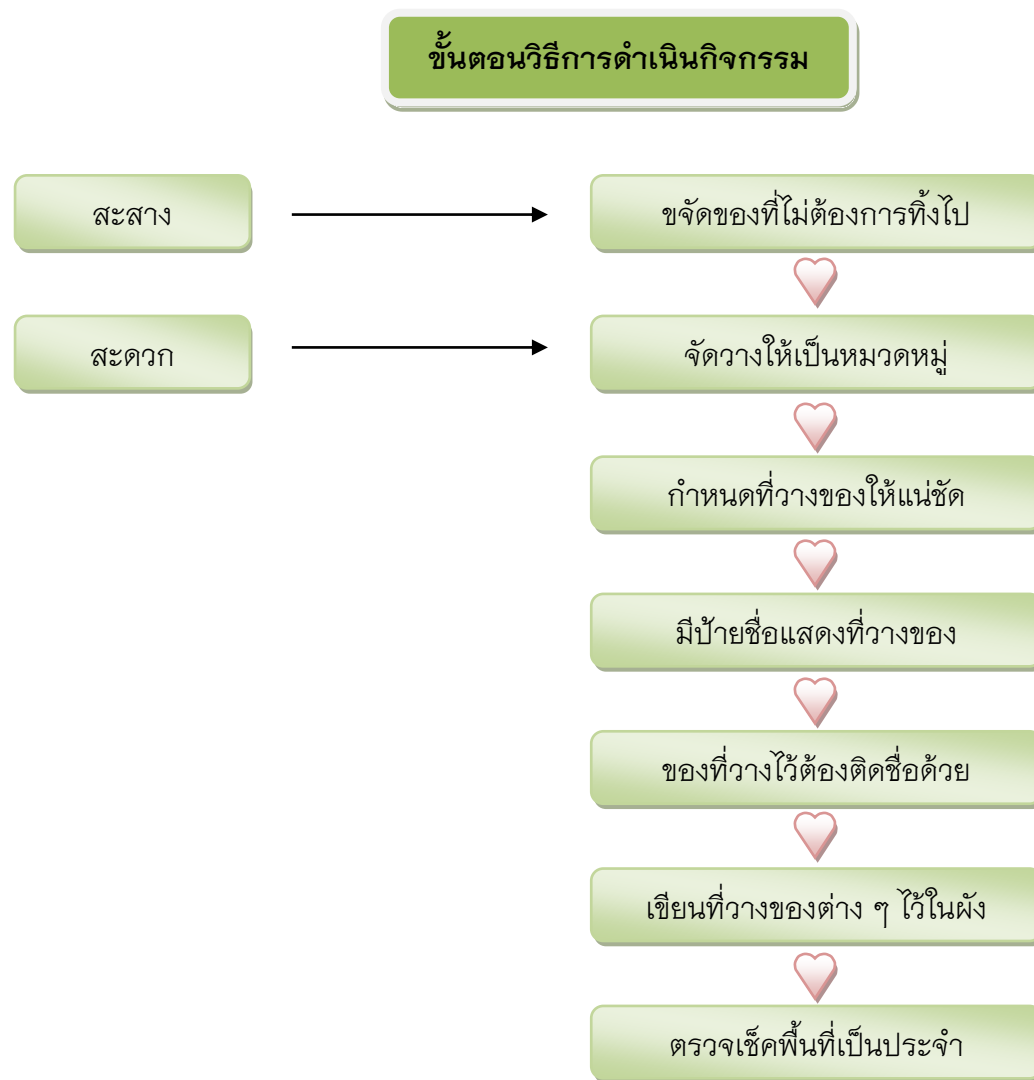 ขั้นตอนวิธีการดำเนินกิจกรรม
สะสาง
ขจัดของที่ไม่ต้องการทิ้งไป
สะดวก
จัดวางให้เป็นหมวดหมู่
กำหนดที่วางของให้แน่ชัด
มีป้ายชื่อแสดงที่วางของ
ของที่วางไว้ต้องติดชื่อด้วย
เขียนที่วางของต่าง ๆ ไว้ในผัง
ตรวจเช็คพื้นที่เป็นประจำ